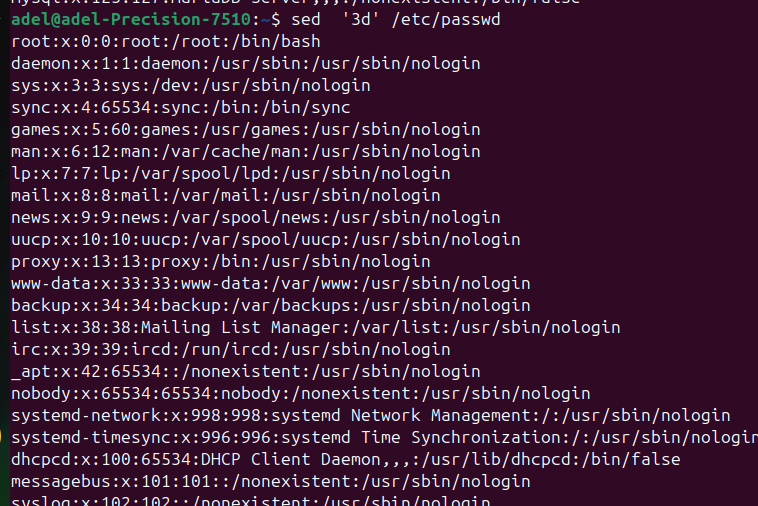 mysql:x:123:127:MariaDB Server,,,:/nonexistent:/bin/false
adel@adel-Precision-7510:~$ sed  '3d' /etc/passwd
root:x:0:0:root:/root:/bin/bash
daemon:x:1:1:daemon:/usr/sbin:/usr/sbin/nologin
sys:x:3:3:sys:/dev:/usr/sbin/nologin
sync:x:4:65534:sync:/bin:/bin/sync
games:x:5:60:games:/usr/games:/usr/sbin/nologin
man:x:6:12:man:/var/cache/man:/usr/sbin/nologin
lp:x:7:7:lp:/var/spool/lpd:/usr/sbin/nologin
mail:x:8:8:mail:/var/mail:/usr/sbin/nologin
news:x:9:9:news:/var/spool/news:/usr/sbin/nologin
uucp:x:10:10:uucp:/var/spool/uucp:/usr/sbin/nologin
proxy:x:13:13:proxy:/bin:/usr/sbin/nologin
www-data:x:33:33:www-data:/var/www:/usr/sbin/nologin
backup:x:34:34:backup:/var/backups:/usr/sbin/nologin
list:x:38:38:Mailing List Manager:/var/list:/usr/sbin/nologin
irc:x:39:39:ircd:/run/ircd:/usr/sbin/nologin
_apt:x:42:65534::/nonexistent:/usr/sbin/nologin
nobody:x:65534:65534:nobody:/nonexistent:/usr/sbin/nologin
systemd-network:x:998:998:systemd Network Management:/:/usr/sbin/nologin
systemd-timesync:x:996:996:systemd Time Synchronization:/:/usr/sbin/nologin
dhcpcd:x:100:65534:DHCP Client Daemon,,,:/usr/lib/dhcpcd:/bin/false
messagebus:x:101:101::/nonexistent:/usr/sbin/nologin
syslog:x:102:102::/nonexistent:/usr/sbin/nologin